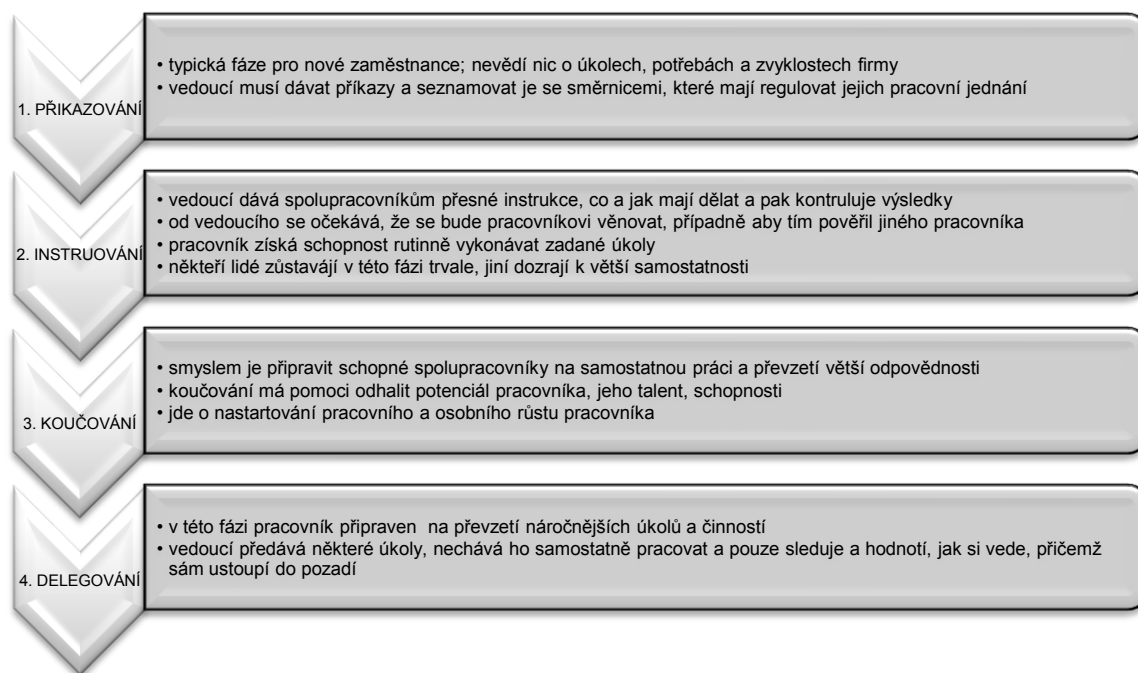 1. PŘIKAZOVÁNÍ
• typická fáze pro nové zaměstnance; nevědí nic o úkolech, potřebách a zvyklostech firmy
• vedoucí musí dávat příkazy a seznamovat je se směrnicemi, které mají regulovat jejich pracovní jednání
2. INSTRUOVÁNÍ
• vedoucí dává spolupracovníkům přesné instrukce, co a jak mají dělat a pak kontroluje výsledky
• od vedoucího se očekává, že se bude pracovníkovi věnovat, případně aby tím pověřil jiného pracovníka
• pracovník získá schopnost rutinně vykonávat zadané úkoly
• někteří lidé zůstavájí v této fázi trvale, jiní dozrají k větší samostatnosti
3. KOUČOVÁNÍ
• smyslem je připravit schopné spolupracovníky na samostatnou práci a převzetí větší odpovědnosti
• koučování má pomoci odhalit potenciál pracovníka, jeho talent, schopnosti
• jde o nastartování pracovního a osobního růstu pracovníka
4. DELEGOVÁNÍ
• v této fázi pracovník připraven na převzetí náročnějších úkolů a činností
• vedoucí předává některé úkoly, nechává ho samostatně pracovat a pouze sleduje a hodnotí, jak si vede, přičemž
sám ustoupí do pozadí